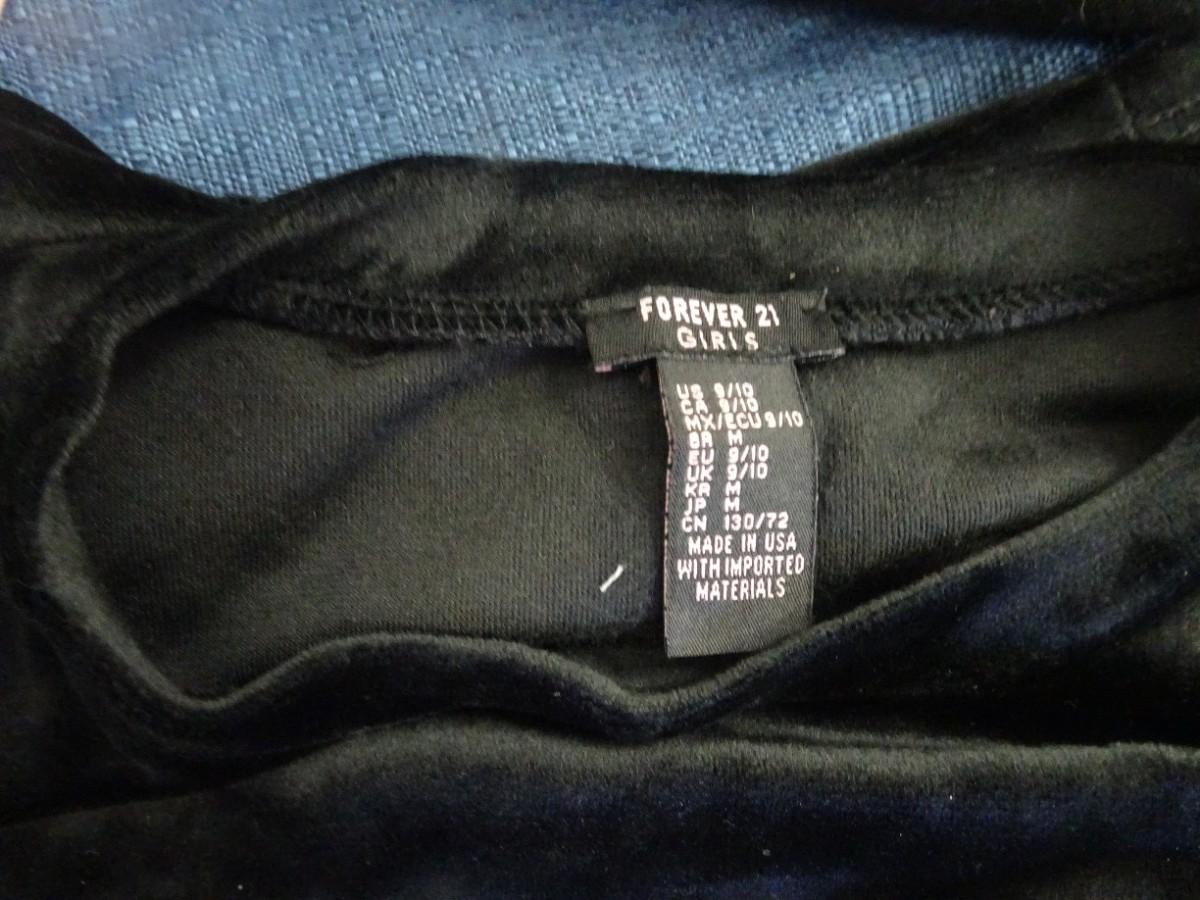 FOREVER 21
GIRLS
US 9/10
CA 9/10
MX/ECU 9/10
BR M
EU 9/10
UK 9/10
KR M
JP M
CN 130/72
MADE IN USA
WITH IMPORTED
MATERIALS